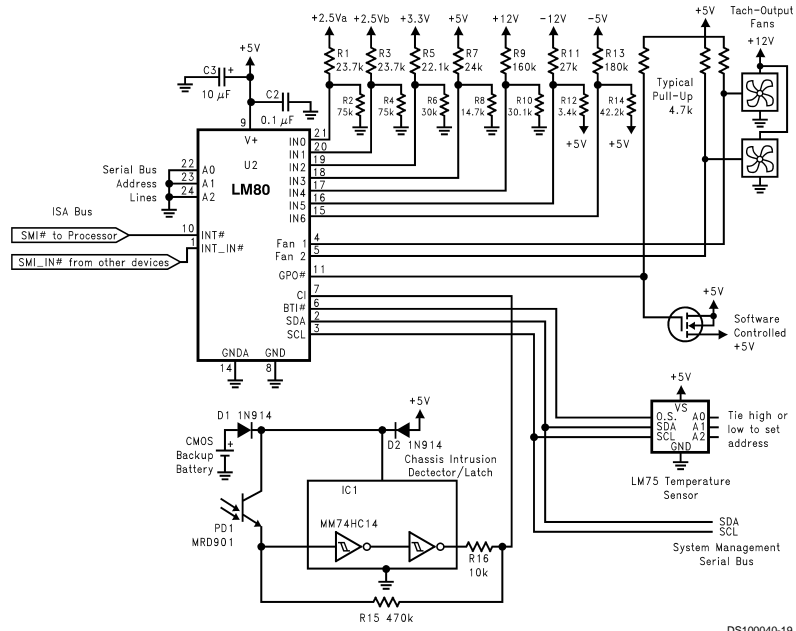 +2.5Va +2.5Vb +3.3V +5V +12V -12V -5V
+5V
Tach-Output
Fans
+12V
R1
23.7k
R3
23.7k
R5
22.1k
R7
24k
R9
160k
R11
27k
R13
180k
R2
75k
R4
75k
R6
30k
R8
14.7k
R10
30.1k
R12
3.4k
R14
42.2k
+5V
+5V
Typical
Pull-Up
4.7k
+5V
C3 +
10 μF
C2
0.1 μF
9
V+
U2
LM80
Serial Bus
Address
Lines
22 A0
23 A1
24 A2
ISA Bus
SMI# to Processor
10 INT#
1 INT_IN#
SMI_IN# from other devices
IN0 21
IN1 20
IN2 19
IN3 18
IN4 17
IN5 16
IN6 15
Fan 1 4
Fan 2 5
GPO# 11
CI 7
BTI# 6
SDA 2
SCL 3
GNDA GND
14 8
+5V
Software
Controlled
+5V
+5V
VS
O.S. A0
SDA A1
SCL A2
GND
Tie high or
low to set
address
LM75 Temperature
Sensor
SDA
SCL
System Management
Serial Bus
D1 1N914
+5V
D2 1N914
CMOS
Backup
Battery
+
Chassis Intrusion
Dectector/Latch
IC1
MM74HC14
PD1
MRD901
R16
10k
R15 470k
DS100040-19